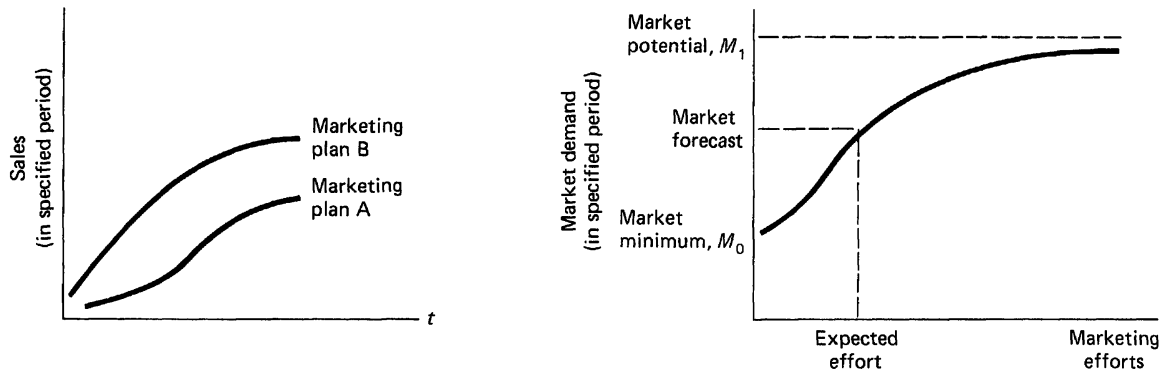 Sales
(in specified period)
Marketing
plan B
Marketing
plan A
t
Market demand
(in specified period)
Market
potential, M₁
Market
forecast
Market
minimum, M₀
Expected
effort
Marketing
efforts